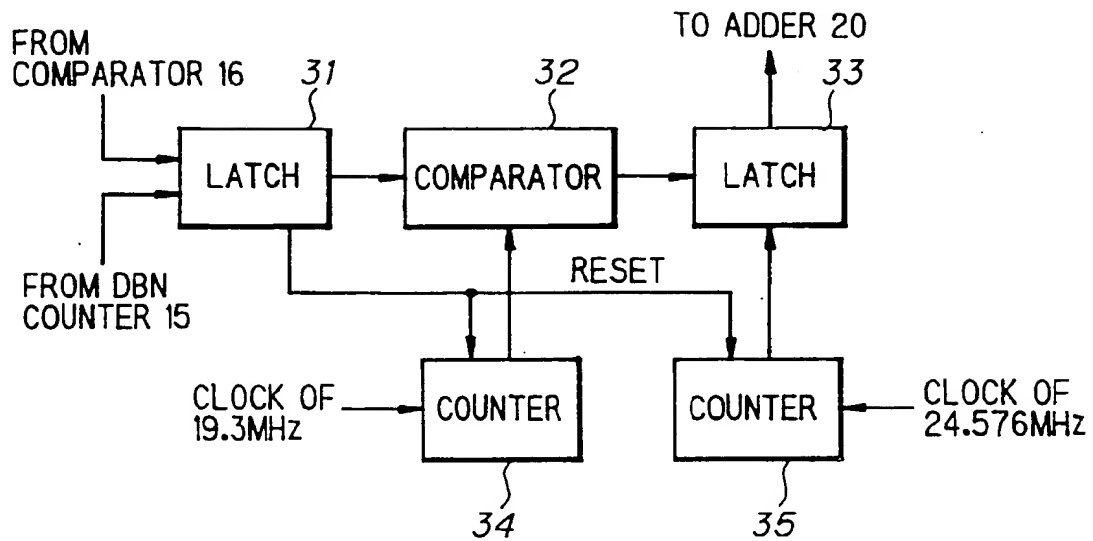 TO ADDER 20
FROM
COMPARATOR 16
31
32
33
LATCH
COMPARATOR
LATCH
RESET
FROM DBN
COUNTER 15
CLOCK OF
19.3MHz
COUNTER
COUNTER
CLOCK OF
24.576MHz
34
35